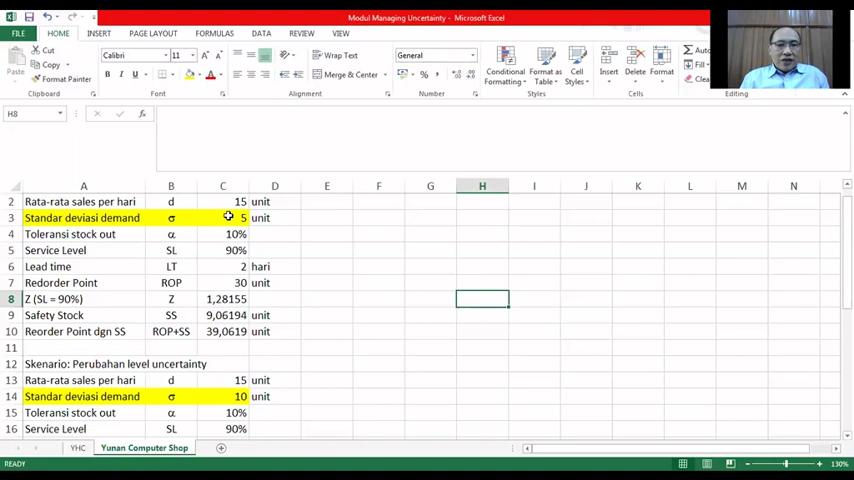 Modul Managing Uncertainty - Microsoft Excel
FILE HOME INSERT PAGE LAYOUT FORMULAS DATA REVIEW VIEW
Cut
Copy
Format Painter
Paste
Clipboard
Calibri 11
B I U
Font
Wrap Text
Merge & Center
Alignment
General
% ,
Number
Conditional Formatting
Format as Table
Cell Styles
Styles
Insert Delete Format
Cells
Fill
Editing
H8 fx
A B C D E F G H I J K L M N
2 Rata-rata sales per hari d 15 unit
3 Standar deviasi demand σ 5 unit
4 Toleransi stock out α 10%
5 Service Level SL 90%
6 Lead time LT 2 hari
7 Redorder Point ROP 30 unit
8 Z (SL = 90%) Z 1,28155
9 Safety Stock SS 9,06194 unit
10 Reorder Point dgn SS ROP+SS 39,0619 unit
11
12 Skenario: Perubahan level uncertainty
13 Rata-rata sales per hari d 15 unit
14 Standar deviasi demand σ 10 unit
15 Toleransi stock out α 10%
16 Service Level SL 90%
YHC Yunan Computer Shop
READY 130%